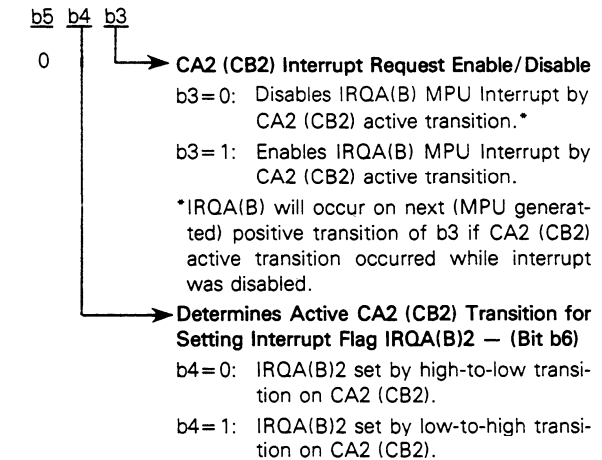 b5 b4 b3
0
CA2 (CB2) Interrupt Request Enable/Disable
b3=0: Disables IRQA(B) MPU Interrupt by
CA2 (CB2) active transition.*
b3=1: Enables IRQA(B) MPU Interrupt by
CA2 (CB2) active transition.
*IRQA(B) will occur on next (MPU generat-
ted) positive transition of b3 if CA2 (CB2)
active transition occurred while interrupt
was disabled.
Determines Active CA2 (CB2) Transition for
Setting Interrupt Flag IRQA(B)2 — (Bit b6)
b4=0: IRQA(B)2 set by high-to-low transi-
tion on CA2 (CB2).
b4=1: IRQA(B)2 set by low-to-high transi-
tion on CA2 (CB2).